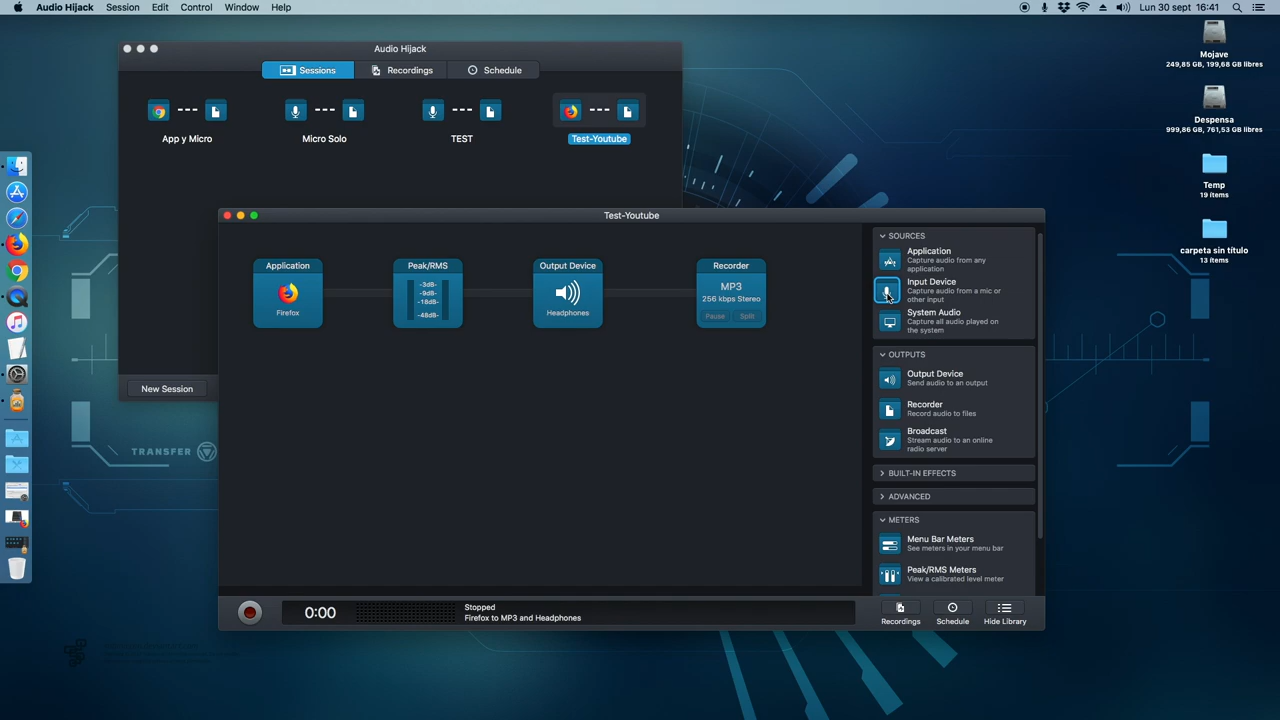 Audio Hijack Session Edit Control Window Help Lun 30 sept 16:41
Audio Hijack
Sessions Recordings Schedule
App y Micro Micro Solo TEST Test-Youtube
New Session
Test-Youtube
Application
Firefox
Peak/RMS
-3dB-
-9dB-
-18dB-
-48dB-
Output Device
Headphones
Recorder
MP3
256 kbps Stereo
Pause Split
SOURCES
Application
Capture audio from any
application
Input Device
Capture audio from a mic or
other input
System Audio
Capture all audio played on
the system
OUTPUTS
Output Device
Send audio to an output
Recorder
Record audio to files
Broadcast
Stream audio to an online
radio server
BUILT-IN EFFECTS
ADVANCED
METERS
Menu Bar Meters
See meters in your menu bar
Peak/RMS Meters
View a calibrated level meter
0:00
Stopped
Firefox to MP3 and Headphones
Recordings Schedule Hide Library
Mojave
249,85 GB, 199,68 GB libres
Despensa
999,86 GB, 761,53 GB libres
Temp
19 ítems
carpeta sin título
13 ítems
TRANSFER